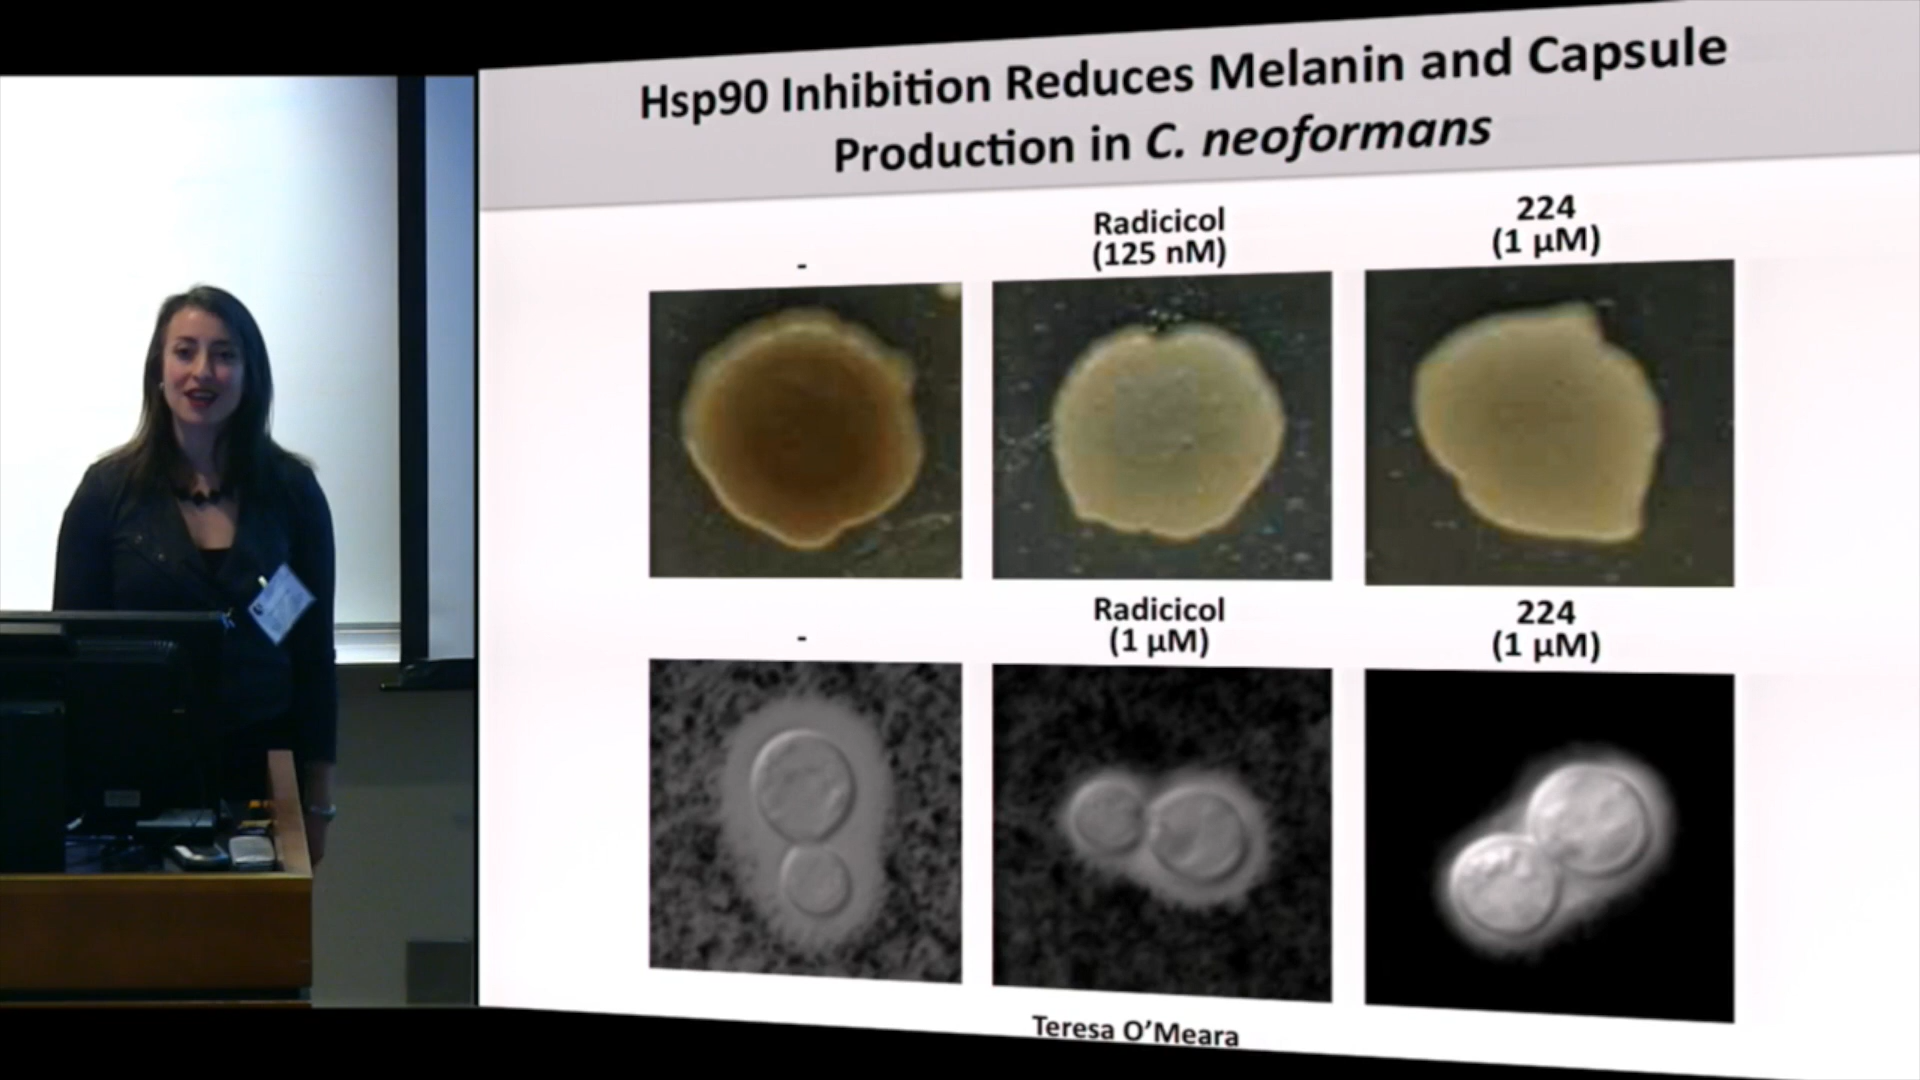 Hsp90 Inhibition Reduces Melanin and Capsule
Production in C. neoformans
-
Radicicol
(125 nM)
224
(1 μM)
-
Radicicol
(1 μM)
224
(1 μM)
Teresa O'Meara